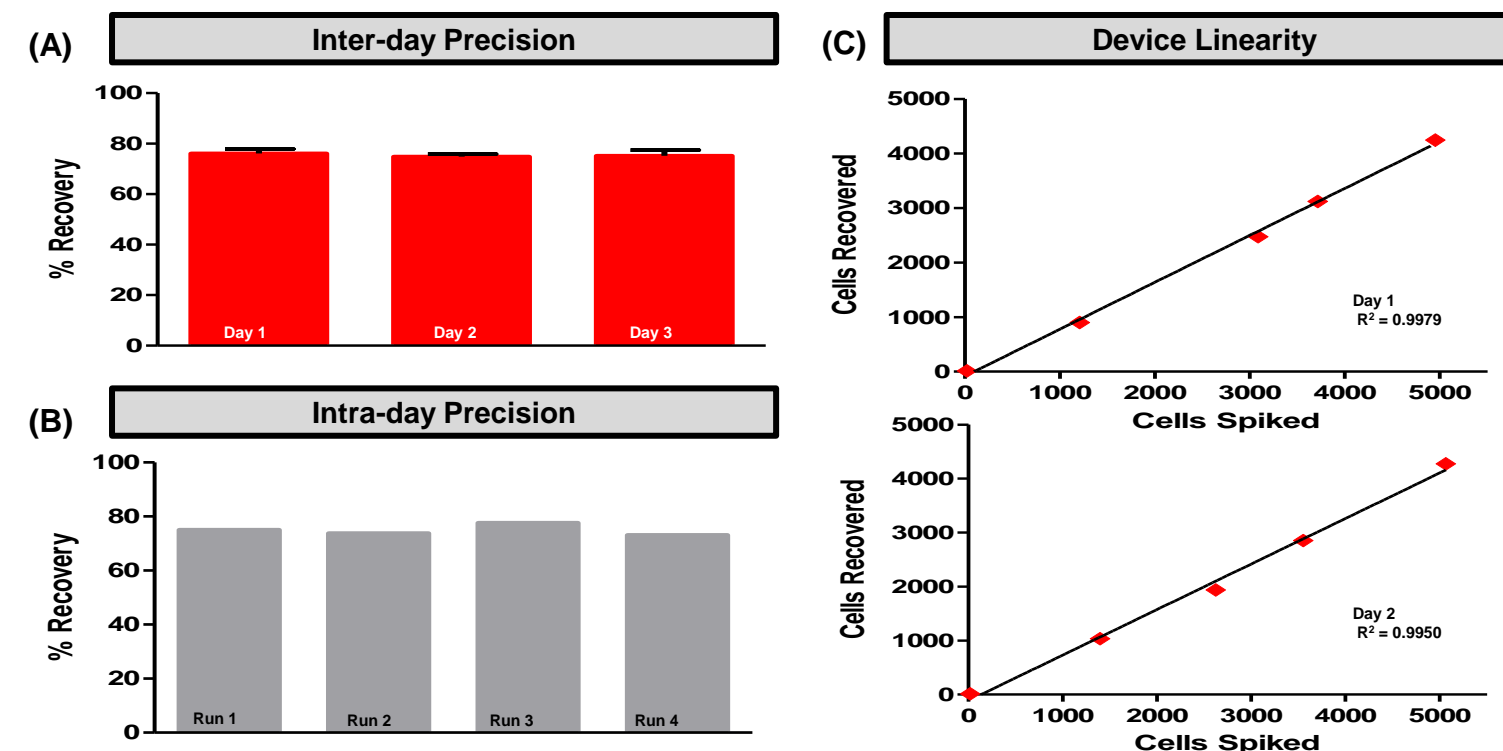 (A)
Inter-day Precision
% Recovery
100
80
60
40
20
0
Day 1 Day 2 Day 3
(B)
Intra-day Precision
% Recovery
100
80
60
40
20
0
Run 1 Run 2 Run 3 Run 4
(C)
Device Linearity
Cells Recovered
5000
4000
3000
2000
1000
0
Day 1
R² = 0.9979
0 1000 2000 3000 4000 5000
Cells Spiked
Cells Recovered
5000
4000
3000
2000
1000
0
Day 2
R² = 0.9950
0 1000 2000 3000 4000 5000
Cells Spiked